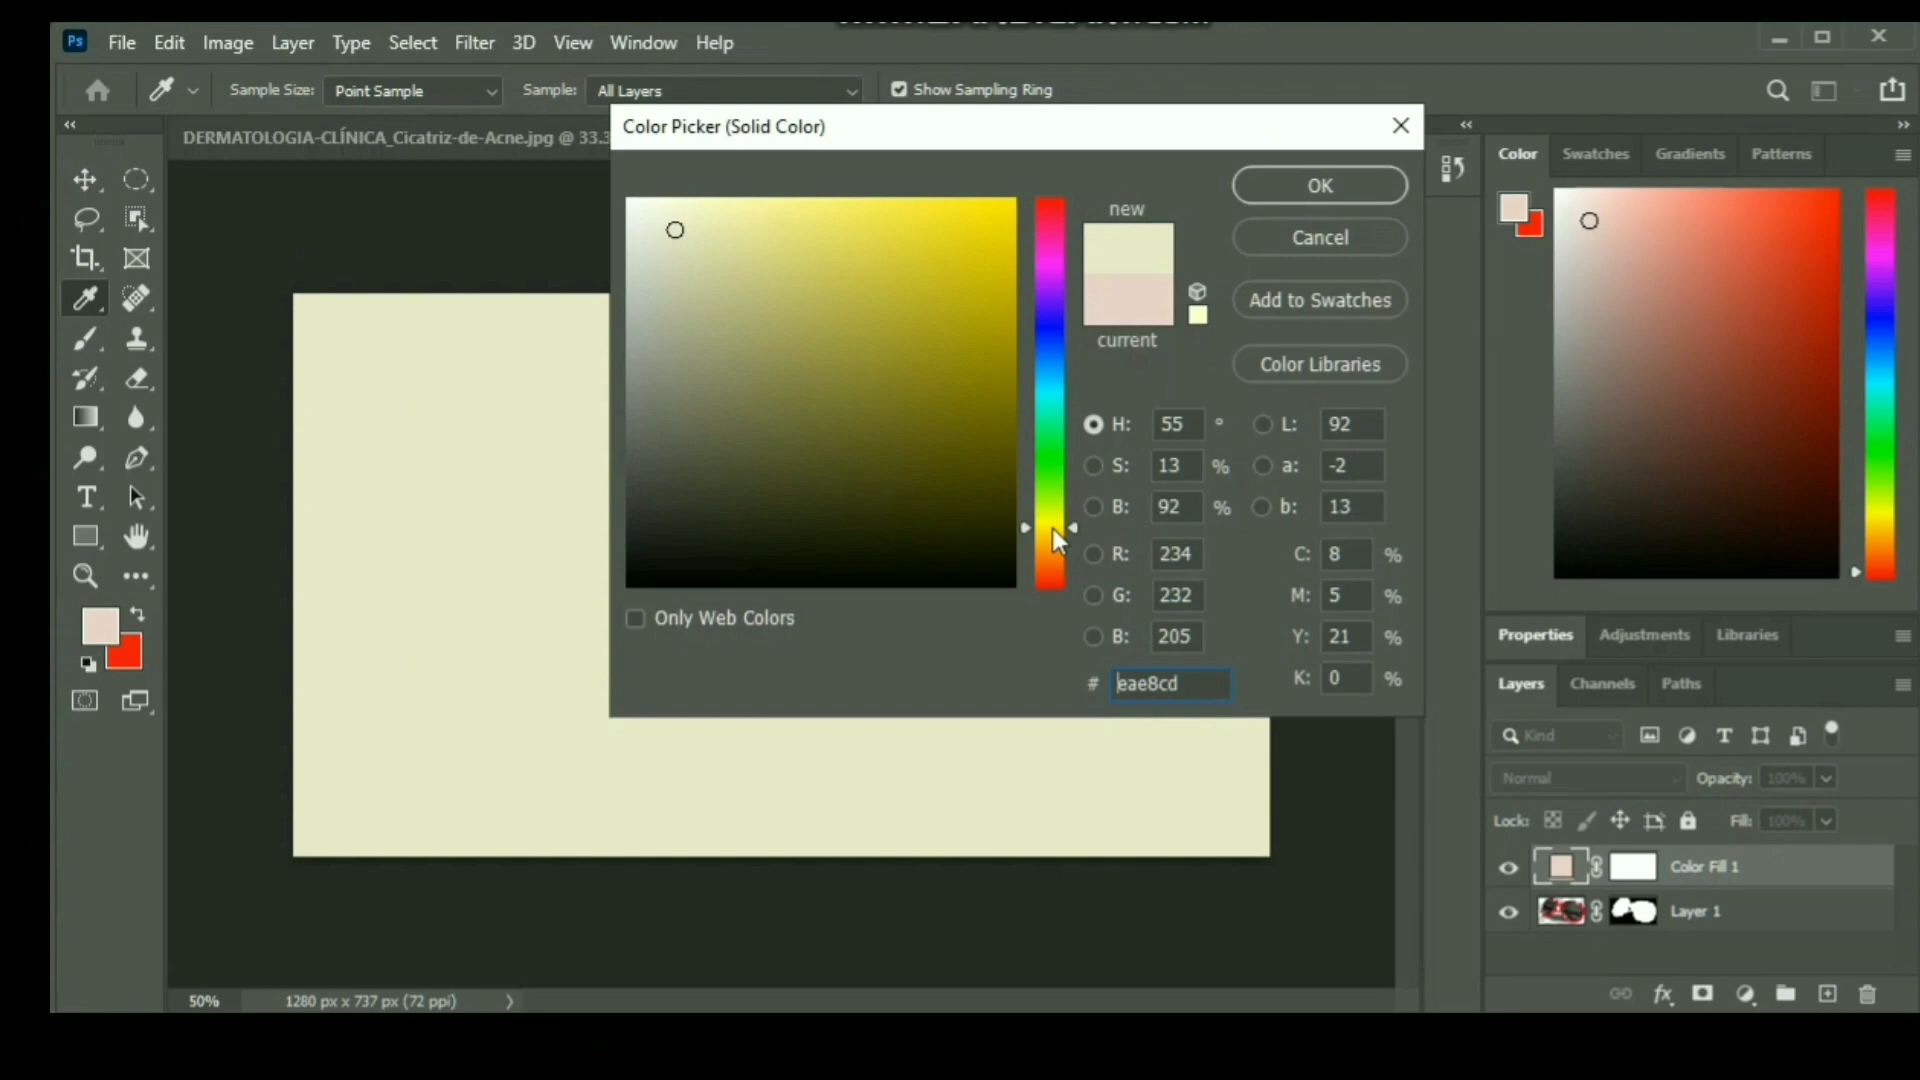 Ps File Edit Image Layer Type Select Filter 3D View Window Help
Sample Size: Point Sample Sample: All Layers Show Sampling Ring
DERMATOLOGIA-CLÍNICA_Cicatriz-de-Acne.jpg @ 33.3
Color Picker (Solid Color)
new
current
OK
Cancel
Add to Swatches
Color Libraries
H: 55 ° L: 92
S: 13 % a: -2
B: 92 % b: 13
R: 234 C: 8 %
G: 232 M: 5 %
B: 205 Y: 21 %
# eae8cd K: 0 %
Only Web Colors
Color Swatches Gradients Patterns
Properties Adjustments Libraries
Layers Channels Paths
Kind
Normal Opacity: 100%
Lock: Fill: 100%
Color Fill 1
Layer 1
fx
50% 1280 px x 737 px (72 ppi)